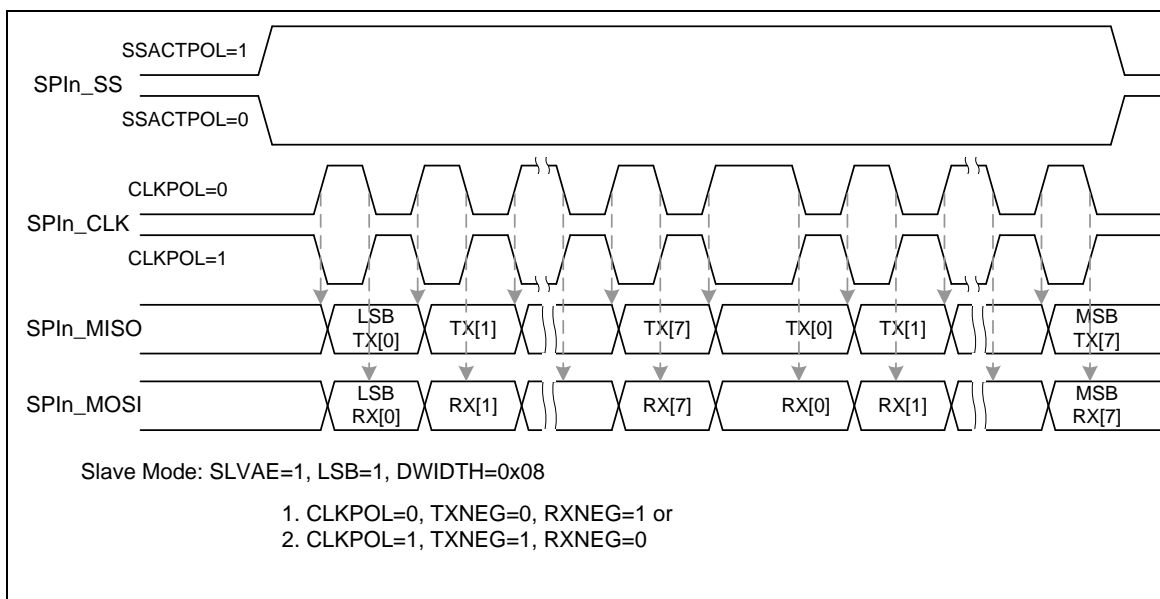 SSACTPOL=1
SPIn_SS
SSACTPOL=0
CLKPOL=0
SPIn_CLK
CLKPOL=1
SPIn_MISO
LSB
TX[0]
TX[1]
TX[7]
TX[0]
TX[1]
MSB
TX[7]
SPIn_MOSI
LSB
RX[0]
RX[1]
RX[7]
RX[0]
RX[1]
MSB
RX[7]
Slave Mode: SLVAE=1, LSB=1, DWIDTH=0x08
1. CLKPOL=0, TXNEG=0, RXNEG=1 or
2. CLKPOL=1, TXNEG=1, RXNEG=0